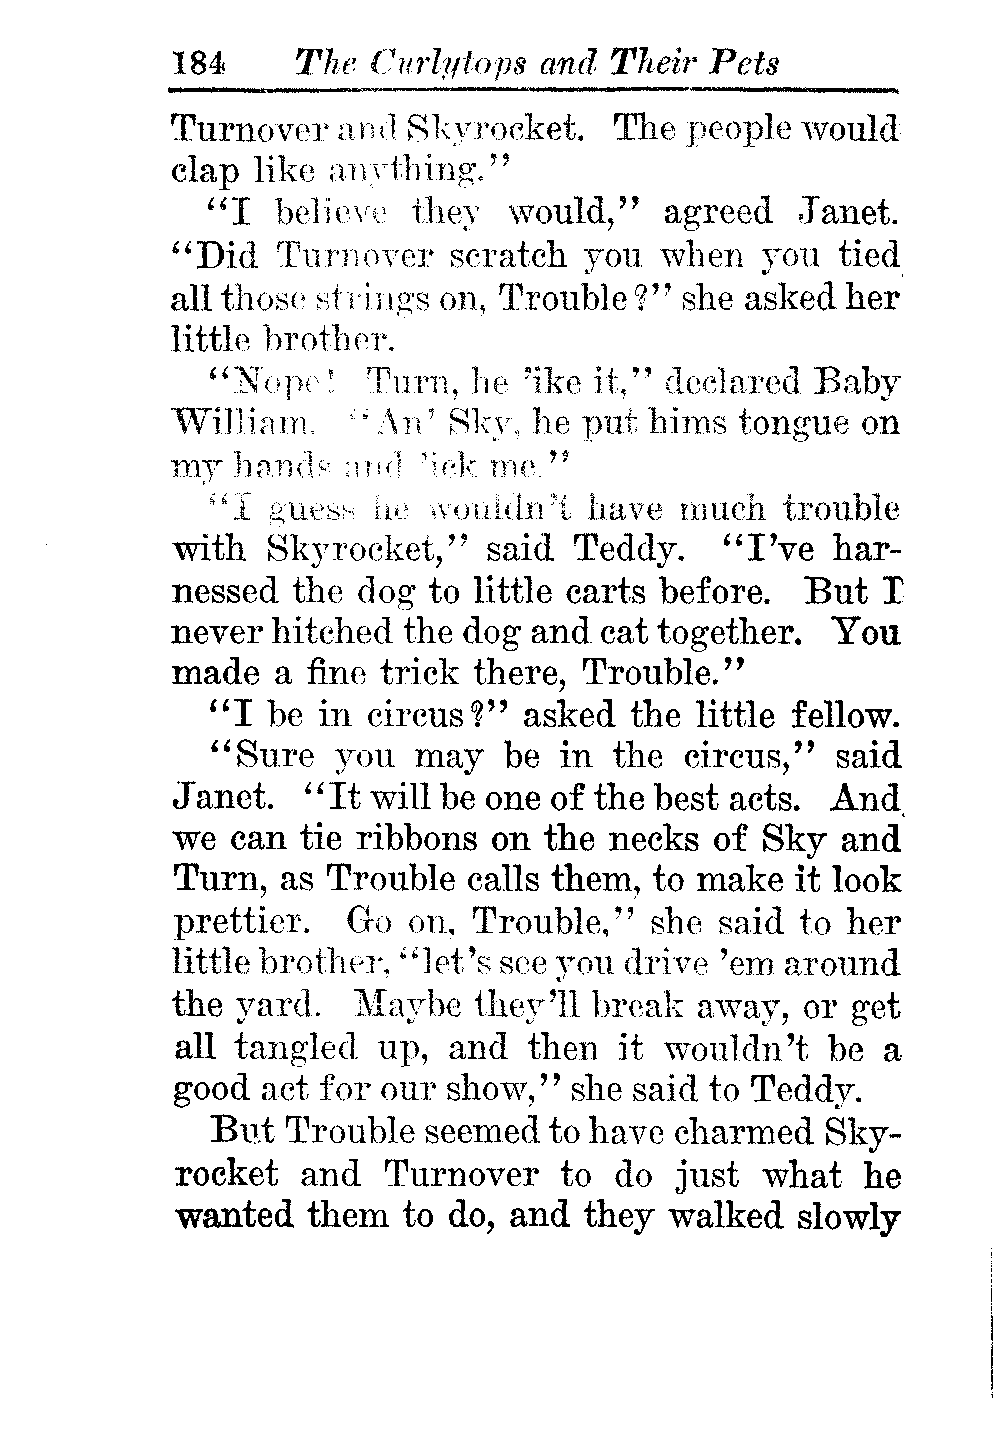 184 The Curlytops and Their Pets
Turnover and Skyrocket. The people would
clap like anything."
"I believe they would," agreed Janet.
"Did Turnover scratch you when you tied
all those strings on, Trouble?" she asked her
little brother.
"Nope! Turn, he 'ike it," declared Baby
William. "An' Sky, he put hims tongue on
my hands and 'ick me."
"I guess he wouldn't have much trouble
with Skyrocket," said Teddy. "I've har-
nessed the dog to little carts before. But I
never hitched the dog and cat together. You
made a fine trick there, Trouble."
"I be in circus?" asked the little fellow.
"Sure you may be in the circus," said
Janet. "It will be one of the best acts. And
we can tie ribbons on the necks of Sky and
Turn, as Trouble calls them, to make it look
prettier. Go on, Trouble," she said to her
little brother, "let's see you drive 'em around
the yard. Maybe they'll break away, or get
all tangled up, and then it wouldn't be a
good act for our show," she said to Teddy.
But Trouble seemed to have charmed Sky-
rocket and Turnover to do just what he
wanted them to do, and they walked slowly